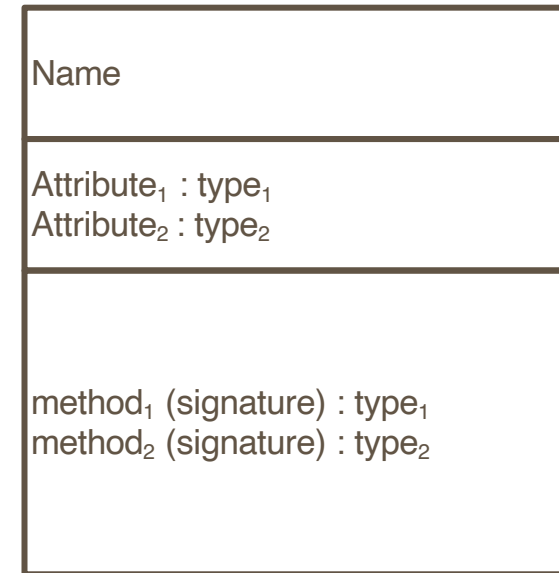 Name
Attribute₁ : type₁
Attribute₂ : type₂
method₁ (signature) : type₁
method₂ (signature) : type₂